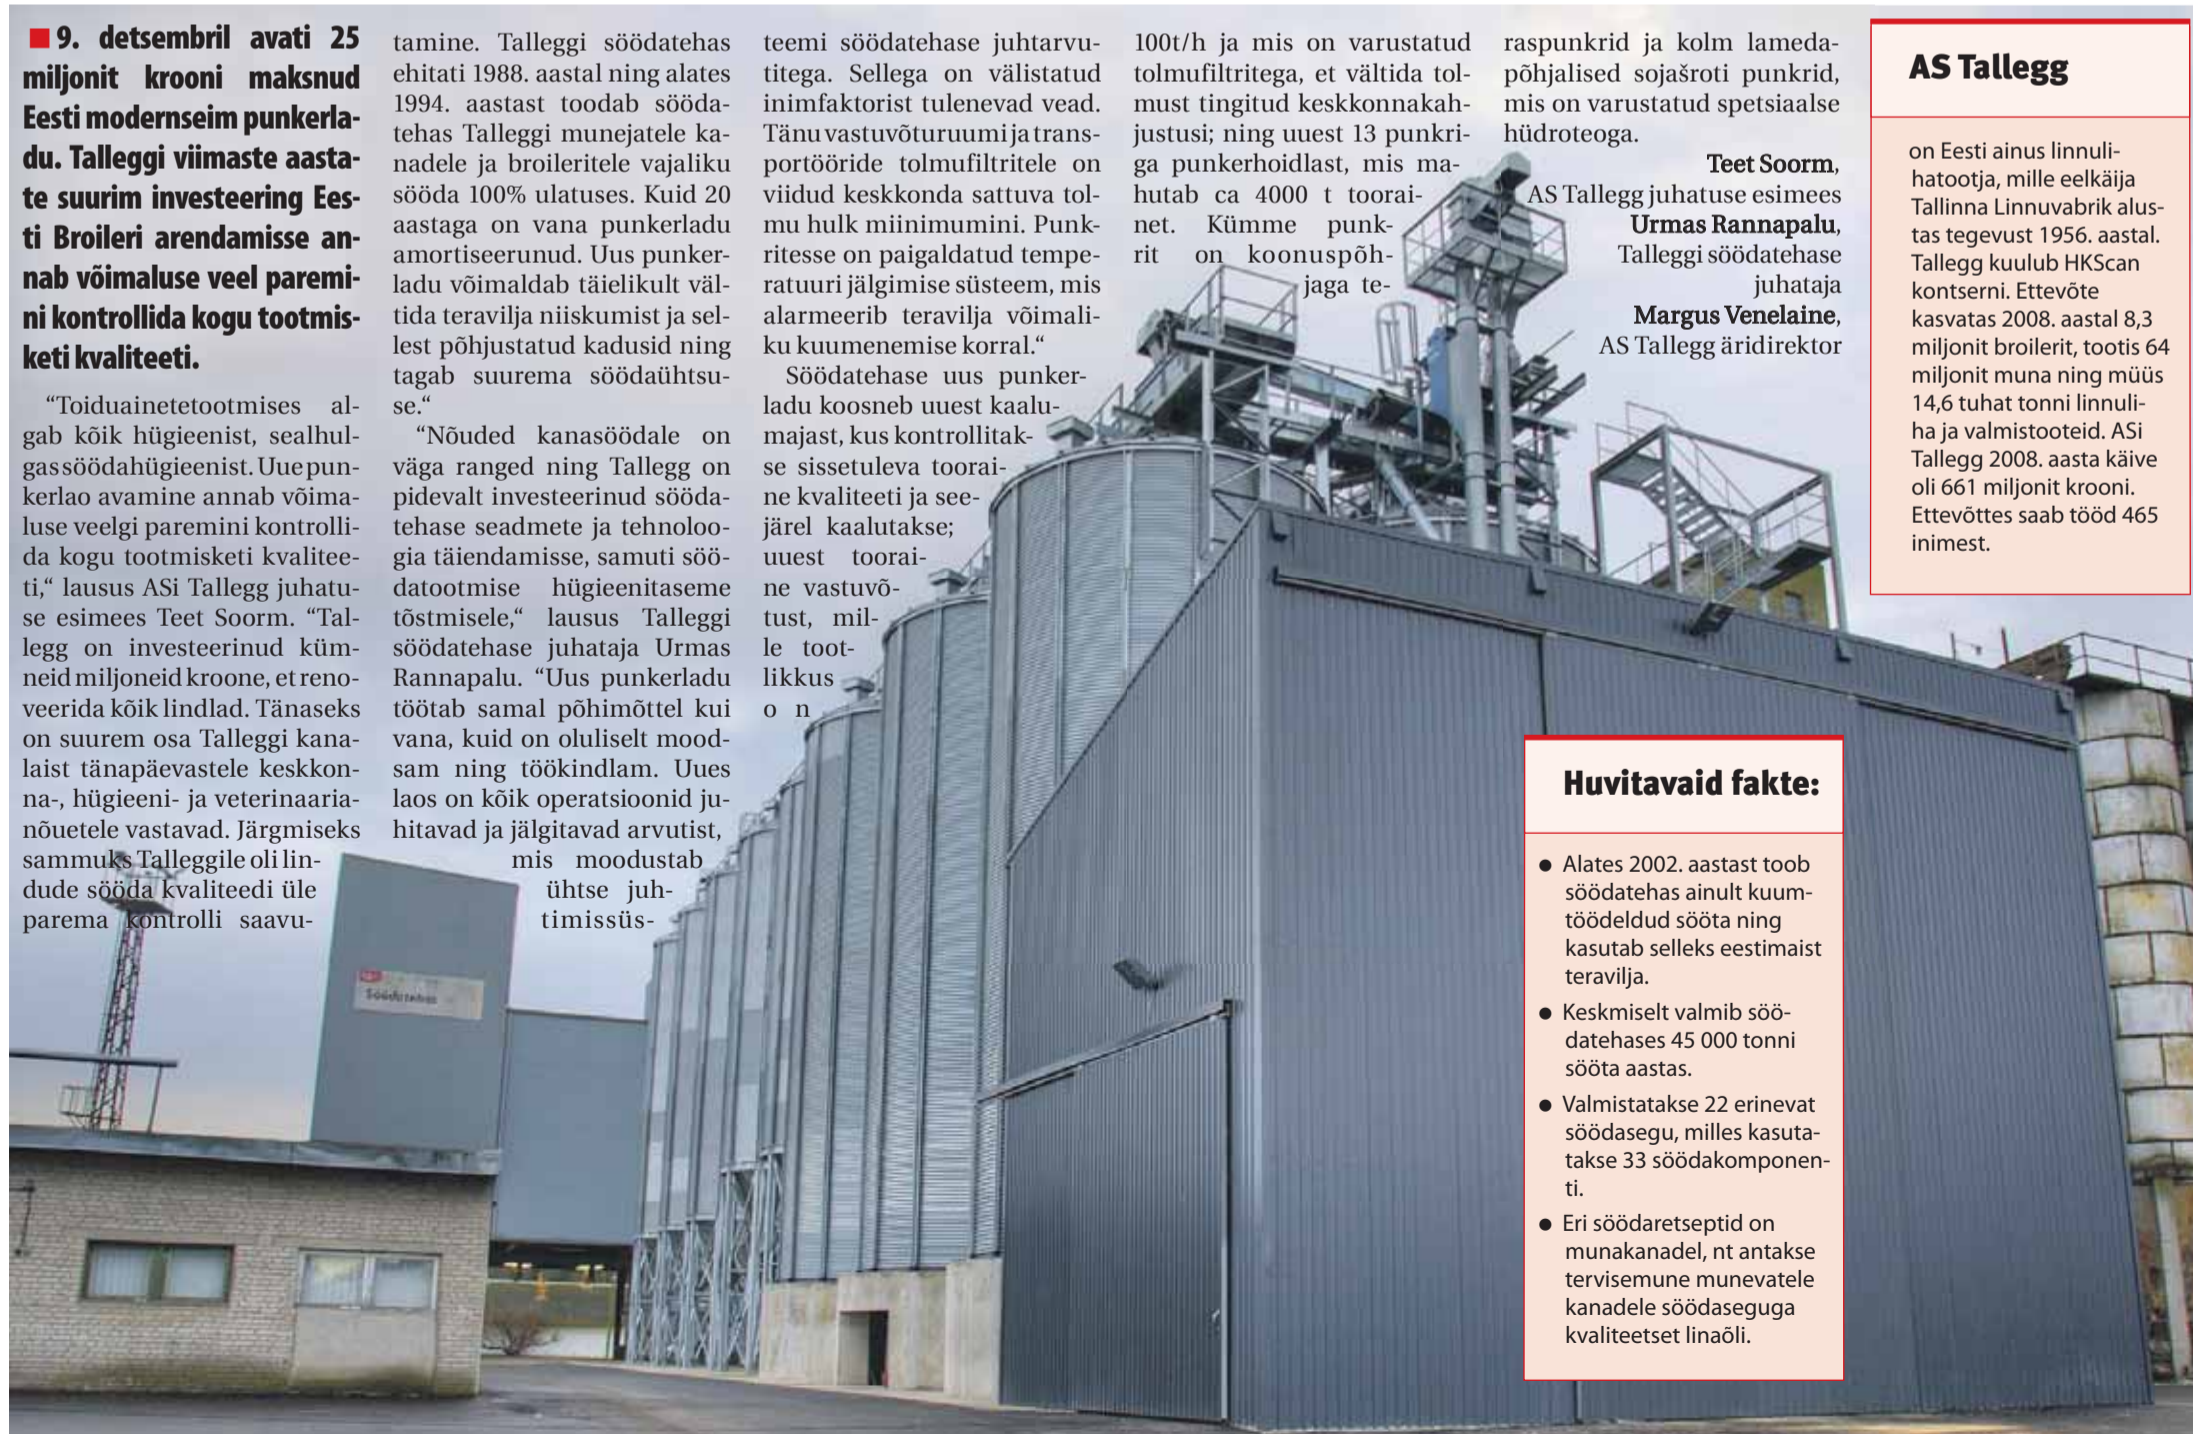 9. detsembril avati 25
miljonit krooni maksnud
Eesti modernseim punkerla-
du. Talleggi viimaste aasta-
te suurim investeering Ees-
ti Broileri arendamisse an-
nab võimaluse veel paremi-
ni kontrollida kogu tootmis-
keti kvaliteeti.
“Toiduainetetootmises al-
gab kõik hügieenist, sealhul-
gas söödahügieenist. Uue pun-
kerlao avamine annab võima-
luse veelgi paremini kontrolli-
da kogu tootmisketi kvalitee-
ti,“ lausus ASi Tallegg juhatu-
se esimees Teet Soorm. “Tal-
legg on investeerinud küm-
neid miljoneid kroone, et reno-
veerida kõik lindlad. Tänaseks
on suurem osa Talleggi kana-
laist tänapäevastele keskkon-
na-, hügieeni- ja veterinaaria-
nõuetele vastavad. Järgmiseks
sammuks Talleggile oli lin-
dude sööda kvaliteedi üle
parema kontrolli saavu-
tamine. Talleggi söödatehas
ehitati 1988. aastal ning alates
1994. aastast toodab sööda-
tehas Talleggi munejatele ka-
nadele ja broileritele vajaliku
sööda 100% ulatuses. Kuid 20
aastaga on vana punkerladu
amortiseerunud. Uus punker-
ladu võimaldab täielikult väl-
tida teravilja niiskumist ja sel-
lest põhjustatud kadusid ning
tagab suurema söödaühtsu-
se.“
“Nõuded kanasöödale on
väga ranged ning Tallegg on
pidevalt investeerinud sööda-
tehase seadmete ja tehnoloo-
gia täiendamisse, samuti söö-
datootmise hügieenitaseme
tõstmisele,“ lausus Talleggi
söödatehase juhataja Urmas
Rannapalu. “Uus punkerladu
töötab samal põhimõttel kui
vana, kuid on oluliselt mood-
sam ning töökindlam. Uues
laos on kõik operatsioonid ju-
hitavad ja jälgitavad arvutist,
mis moodustab
ühtse juh-
timissüs-
teemi söödatehase juhtarvu-
titega. Sellega on välistatud
inimfaktorist tulenevad vead.
Tänu vastuvõturuumi ja trans-
portööride tolmufiltritele on
viidud keskkonda sattuva tol-
mu hulk miinimumini. Punk-
ritesse on paigaldatud tempe-
ratuuri jälgimise süsteem, mis
alarmeerib teravilja võimali-
ku kuumenemise korral.“
Söödatehase uus punker-
ladu koosneb uuest kaalu-
majast, kus kontrollitak-
se sissetuleva toorai-
ne kvaliteeti ja see-
järel kaalutakse;
uuest toorai-
ne vastuvõ-
tust, mil-
le toot-
likkus
o n
100t/h ja mis on varustatud
tolmufiltritega, et vältida tol-
must tingitud keskkonnakah-
justusi; ning uuest 13 punkri-
ga punkerhoidlast, mis ma-
hutab ca 4000 t toorai-
net. Kümme punk-
rit on koonuspõh-
jaga te-
raspunkrid ja kolm lameda-
põhjalised sojašroti punkrid,
mis on varustatud spetsiaalse
hüdroteoga.
Teet Soorm,
AS Tallegg juhatuse esimees
Urmas Rannapalu,
Talleggi söödatehase
juhataja
Margus Venelaine,
AS Tallegg äridirektor
AS Tallegg
on Eesti ainus linnuli-
hatootja, mille eelkäija
Tallinna Linnuvabrik alus-
tas tegevust 1956. aastal.
Tallegg kuulub HKScan
kontserni. Ettevõte
kasvatas 2008. aastal 8,3
miljonit broilerit, tootis 64
miljonit muna ning müüs
14,6 tuhat tonni linnuli-
ha ja valmistooteid. ASi
Tallegg 2008. aasta käive
oli 661 miljonit krooni.
Ettevõttes saab tööd 465
inimest.
Huvitavaid fakte:
● Alates 2002. aastast toob
söödatehas ainult kuum-
töödeldud sööta ning
kasutab selleks eestimaist
teravilja.
● Keskmiselt valmib söö-
datehases 45 000 tonni
sööta aastas.
● Valmistatakse 22 erinevat
söödasegu, milles kasuta-
takse 33 söödakomponen-
ti.
● Eri söödaretseptid on
munakanadel, nt antakse
tervisemune munevatele
kanadele söödaseguga
kvaliteetset linaõli.
Söödatehas